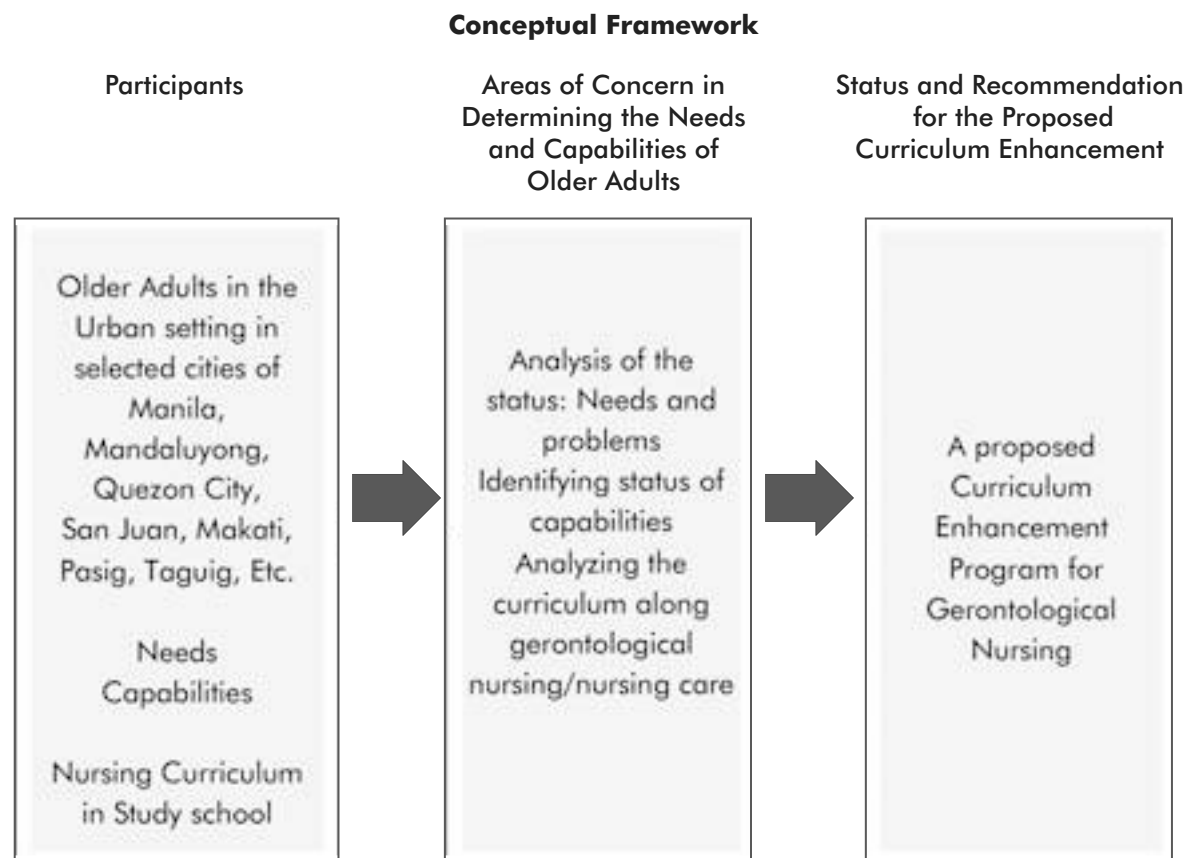 Conceptual Framework
Participants
Areas of Concern in
Determining the Needs
and Capabilities of
Older Adults
Status and Recommendation
for the Proposed
Curriculum Enhancement
Older Adults in the
Urban setting in
selected cities of
Manila,
Mandaluyong,
Quezon City,
San Juan, Makati,
Pasig, Taguig, Etc.
Needs
Capabilities
Nursing Curriculum
in Study school
Analysis of the
status: Needs and
problems
Identifying status of
capabilities
Analyzing the
curriculum along
gerontological
nursing/nursing care
A proposed
Curriculum
Enhancement
Program for
Gerontological
Nursing